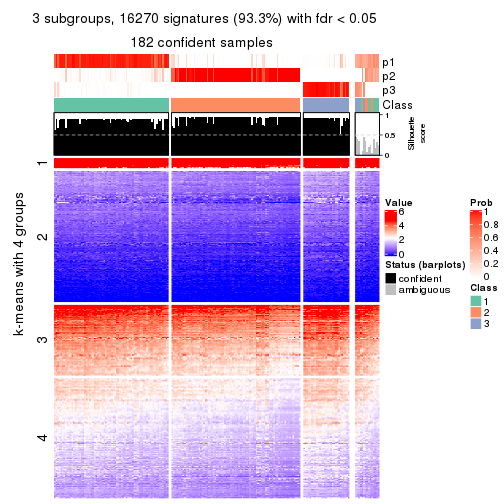 3 subgroups, 16270 signatures (93.3%) with fdr < 0.05
182 confident samples
p1
p2
p3
Class
1
0.5
0
Silhouette
score
k-means with 4 groups
1
2
3
4
Value
6
4
2
0
Status (barplots)
confident
ambiguous
Prob
1
0.8
0.6
0.4
0.2
0
Class
1
2
3